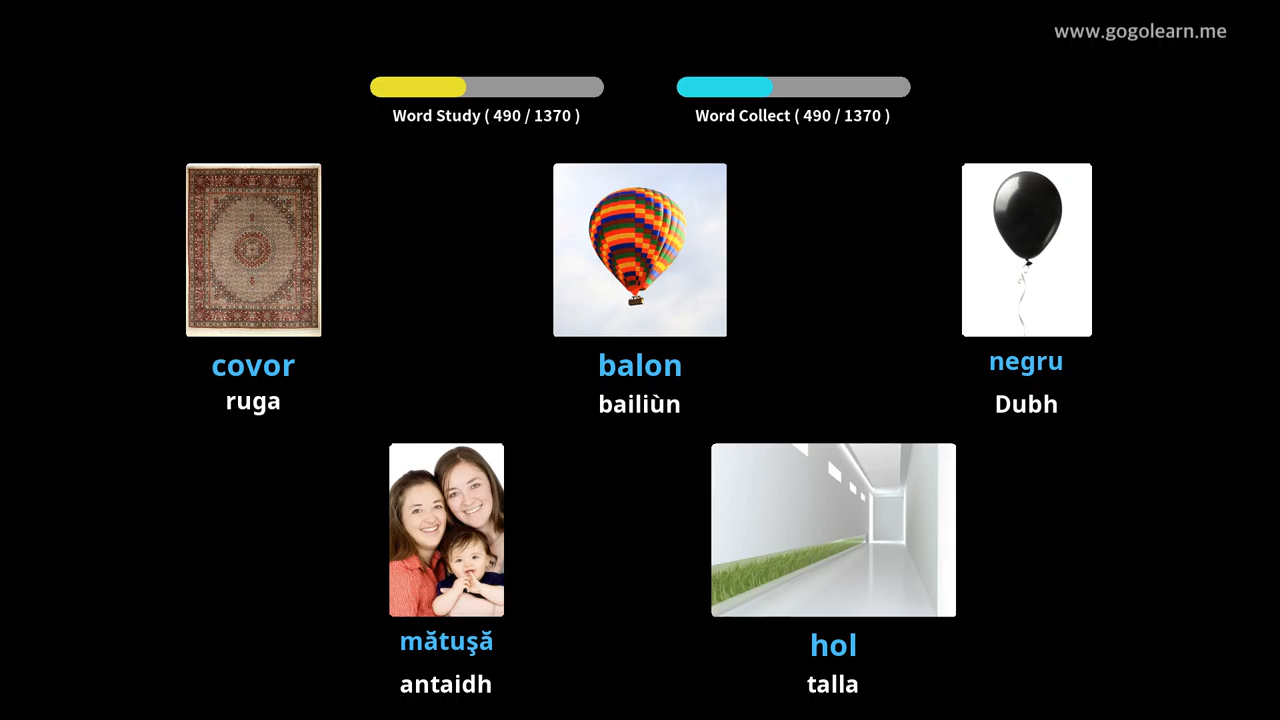 www.gogolearn.me
Word Study ( 490 / 1370 )
Word Collect ( 490 / 1370 )
covor
ruga
balon
bailiùn
negru
Dubh
mătuşă
antaidh
hol
talla